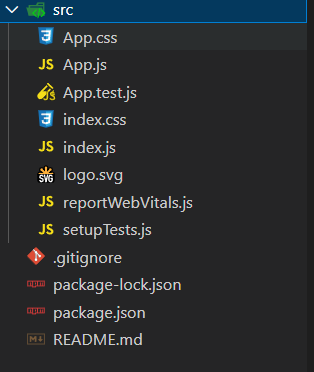 src
App.css
JS App.js
App.test.js
index.css
JS index.js
SVG logo.svg
JS reportWebVitals.js
JS setupTests.js
.gitignore
package-lock.json
package.json
README.md